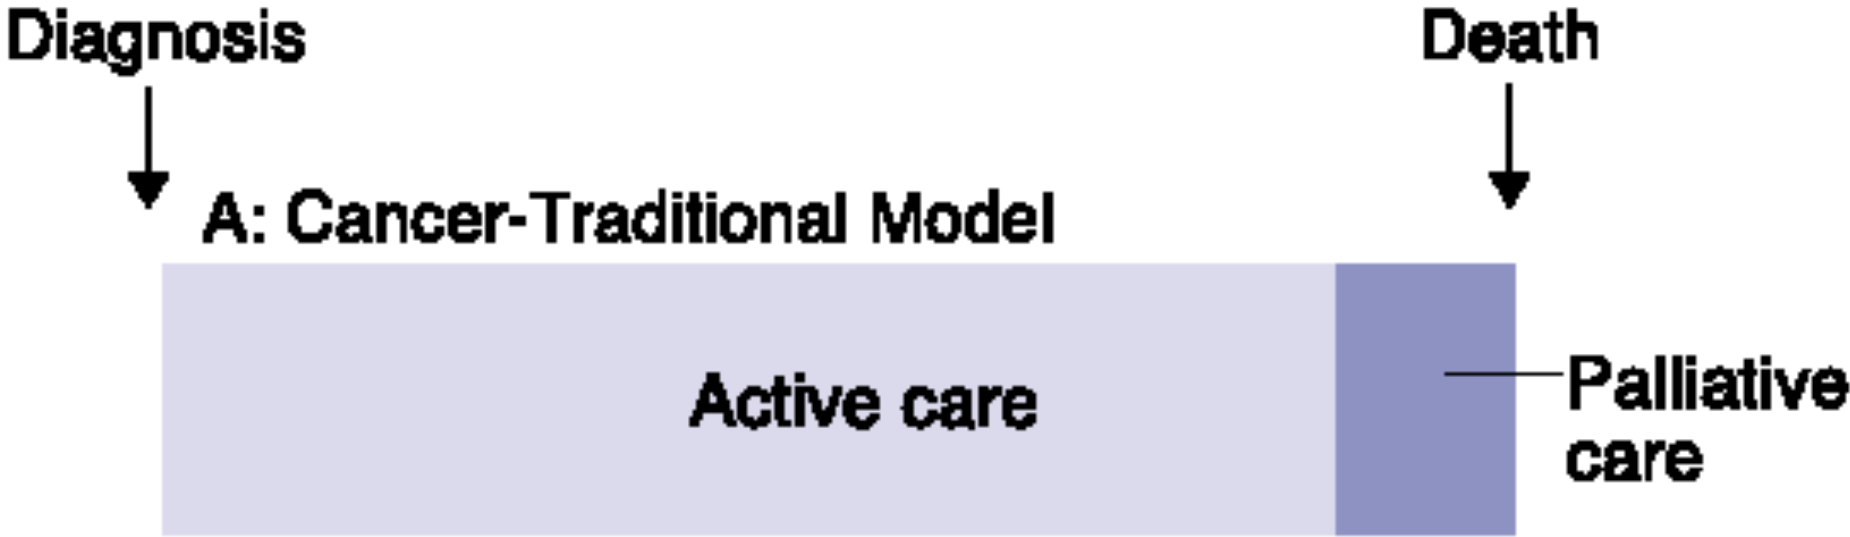 Diagnosis
Death
A: Cancer-Traditional Model
Active care
Palliative
care